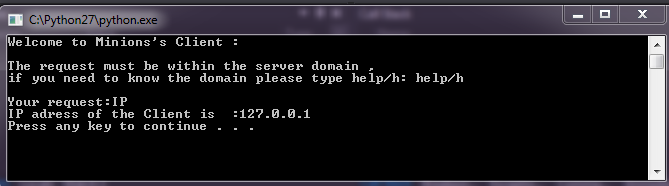 C:\Python27\python.exe
Welcome to Minions's Client :
The request must be within the server domain ,
if you need to know the domain please type help/h: help/h
Your request:IP
IP adress of the Client is  :127.0.0.1
Press any key to continue . . .